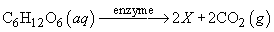 C₆H₁₂O₆(aq) —enzyme→ 2X + 2CO₂(g)